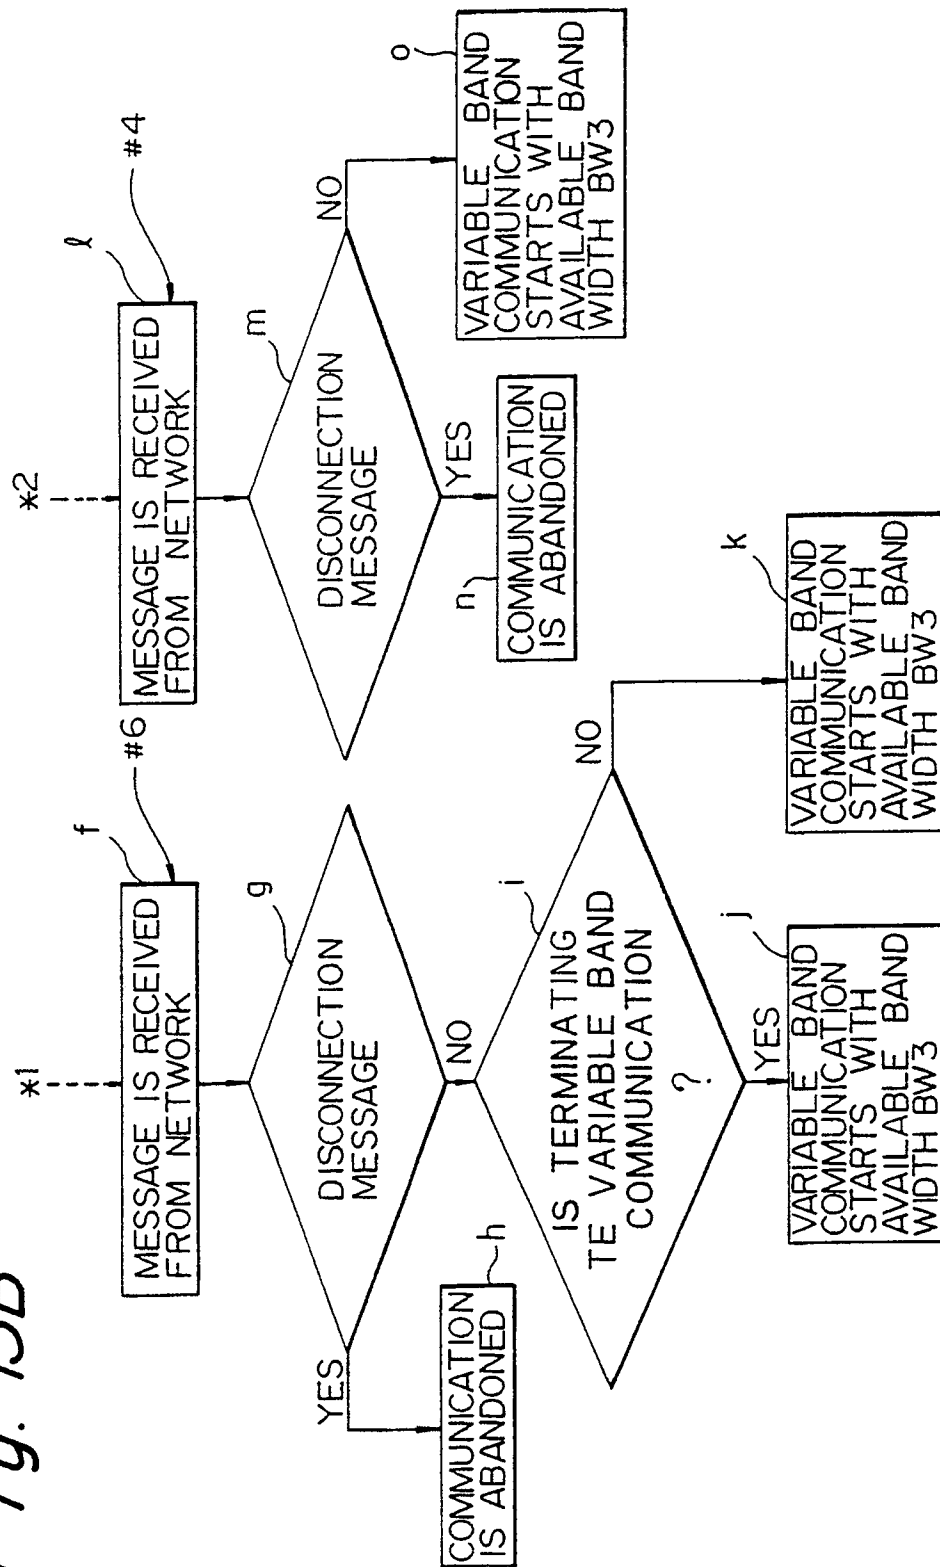 Fig. 15B
*1
MESSAGE IS RECEIVED
FROM NETWORK
f
#6
g
DISCONNECTION
MESSAGE
YES
NO
COMMUNICATION
IS ABANDONED
h
i
IS TERMINATING
TE VARIABLE BAND
COMMUNICATION
?
YES
NO
VARIABLE BAND
COMMUNICATION
STARTS WITH
AVAILABLE BAND
WIDTH BW3
j
VARIABLE BAND
COMMUNICATION
STARTS WITH
AVAILABLE BAND
WIDTH BW3
k
*2
MESSAGE IS RECEIVED
FROM NETWORK
ℓ
#4
m
DISCONNECTION
MESSAGE
YES
NO
n
COMMUNICATION
IS ABANDONED
VARIABLE BAND
COMMUNICATION
STARTS WITH
AVAILABLE BAND
WIDTH BW3
o